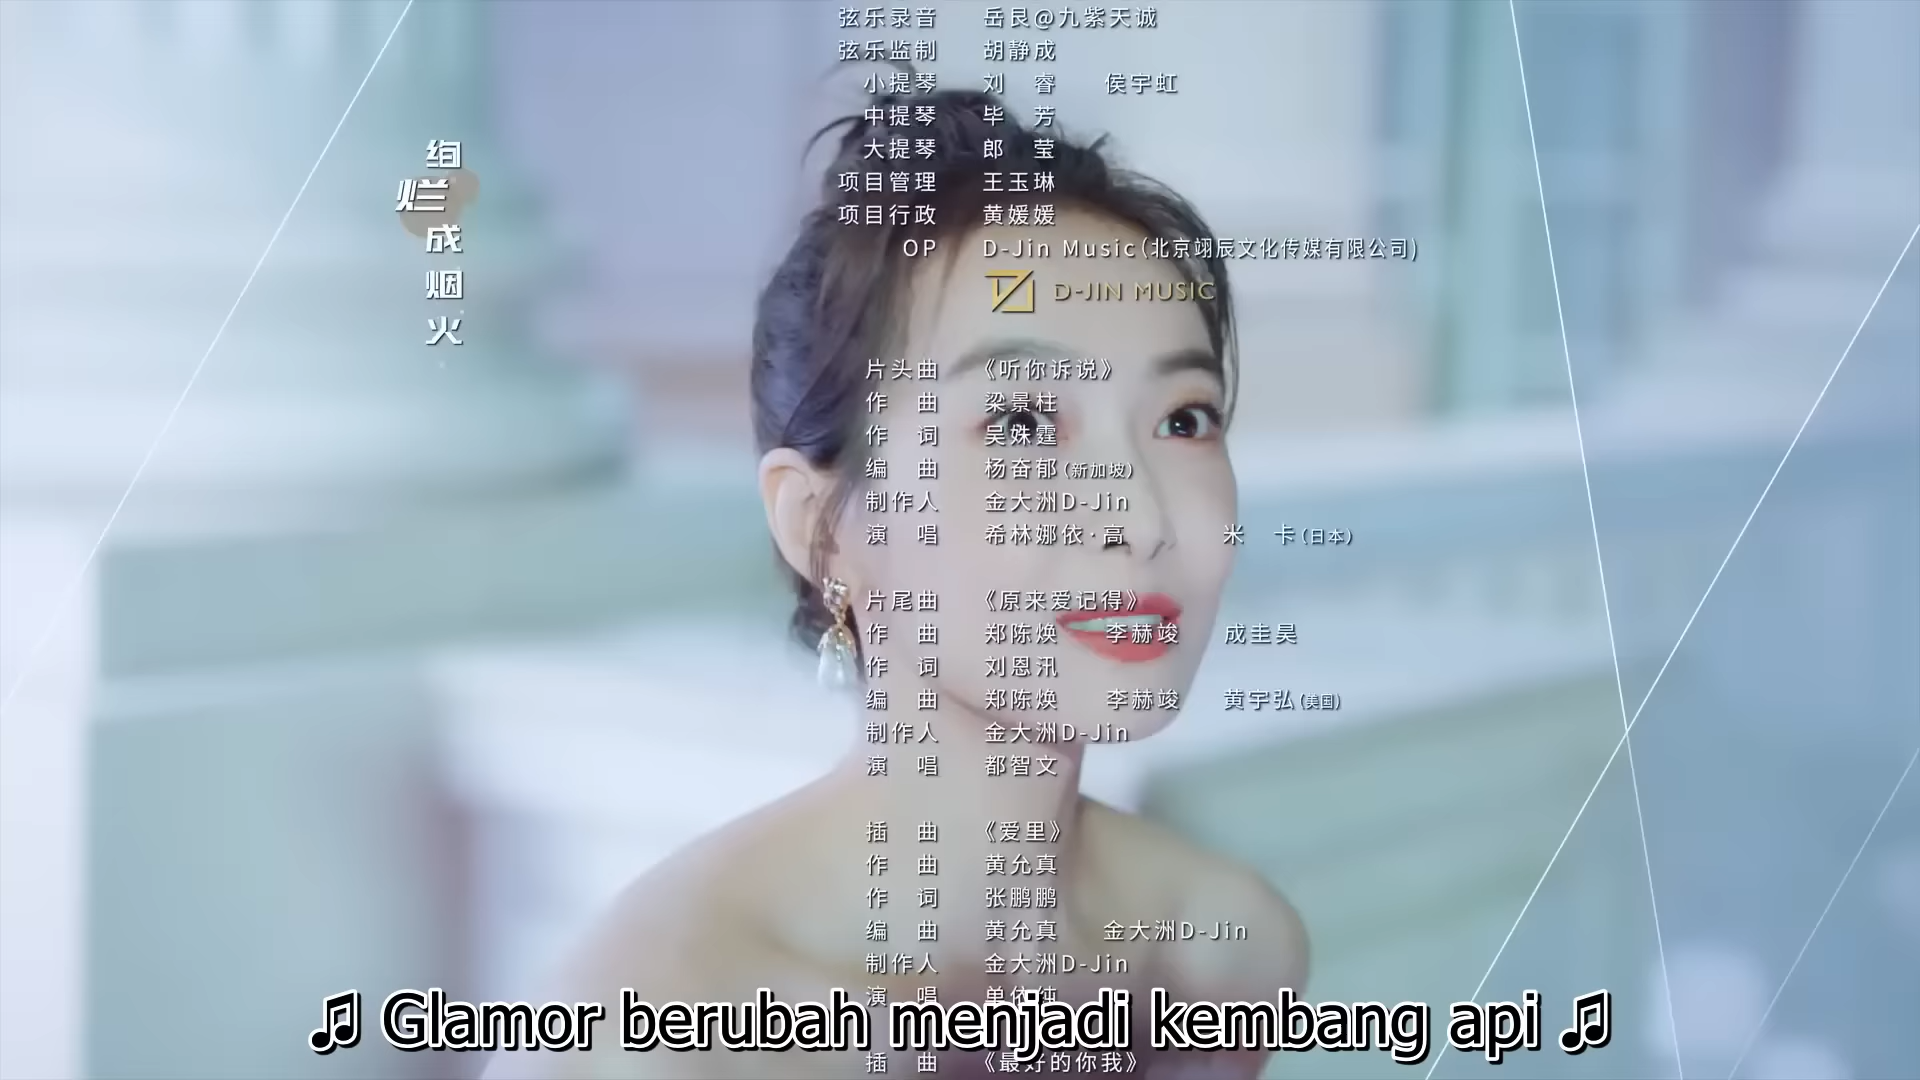 弦乐录音 岳艮@九紫天诚
弦乐监制 胡静成
小提琴 刘 睿 侯宇虹
中提琴 毕 芳
大提琴 郎 莹
项目管理 王玉琳
项目行政 黄媛媛
OP D-Jin Music(北京翊辰文化传媒有限公司)
D-JIN MUSIC
绚烂成烟火
片头曲 《听你诉说》
作 曲 梁景柱
作 词 吴姝霆
编 曲 杨奋郁(新加坡)
制作人 金大洲D-Jin
演 唱 希林娜依·高 米 卡(日本)
片尾曲 《原来爱记得》
作 曲 郑陈焕 李赫竣 成圭昊
作 词 刘恩汛
编 曲 郑陈焕 李赫竣 黄宇弘(美国)
制作人 金大洲D-Jin
演 唱 都智文
插 曲 《爱里》
作 曲 黄允真
作 词 张鹏鹏
编 曲 黄允真 金大洲D-Jin
制作人 金大洲D-Jin
演 唱 单依纯
♫ Glamor berubah menjadi kembang api ♫
插 曲 《最好的你我》